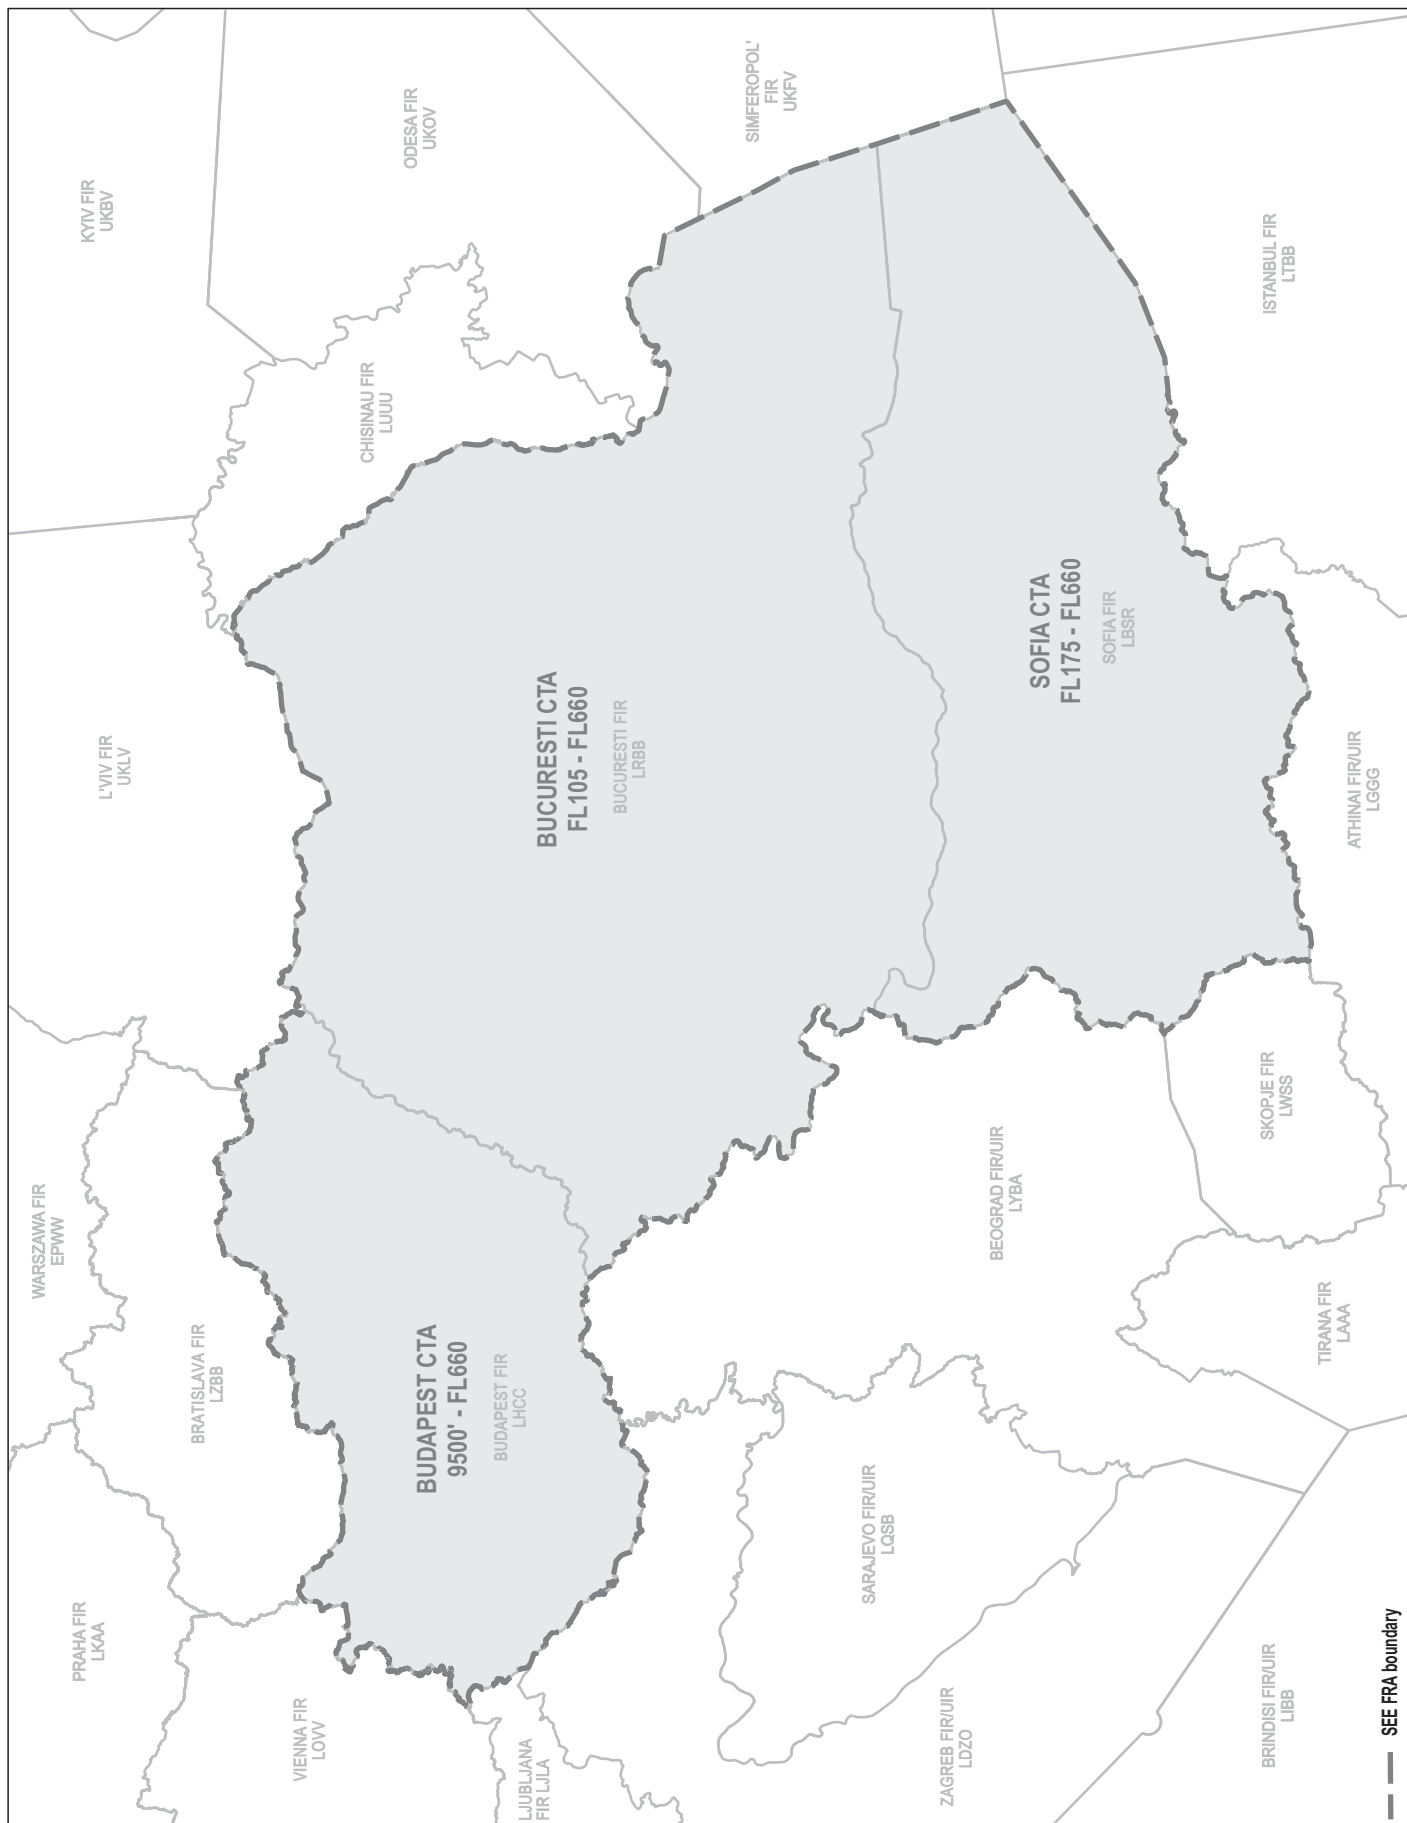 PRAHA FIR
LKAA
WARSZAWA FIR
EPWW
L'VIV FIR
UKLV
KYIV FIR
UKBV
VIENNA FIR
LOVV
BRATISLAVA FIR
LZBB
CHISINAU FIR
LUUU
ODESA FIR
UKOV
BUDAPEST CTA
9500' - FL660
BUDAPEST FIR
LHCC
BUCURESTI CTA
FL105 - FL660
BUCURESTI FIR
LRBB
SIMFEROPOL'
FIR
UKFV
LJUBLJANA
FIR LJLA
SARAJEVO FIR/UIR
LQSB
ZAGREB FIR/UIR
LDZO
BEOGRAD FIR/UIR
LYBA
SOFIA CTA
FL175 - FL660
SOFIA FIR
LBSR
BRINDISI FIR/UIR
LIBB
TIRANA FIR
LAAA
SKOPJE FIR
LWSS
ATHINAI FIR/UIR
LGGG
ISTANBUL FIR
LTBB
SEE FRA boundary